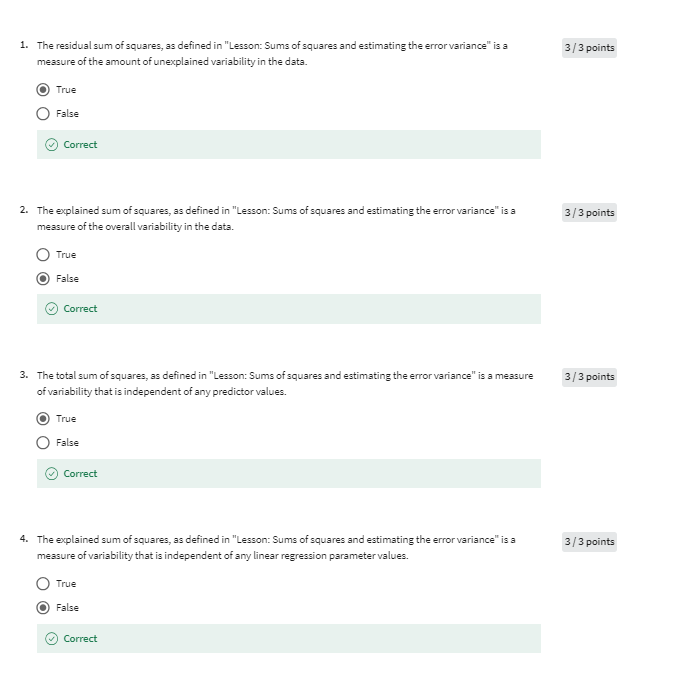 1. The residual sum of squares, as defined in "Lesson: Sums of squares and estimating the error variance" is a
measure of the amount of unexplained variability in the data.
3 / 3 points
True
False
Correct
2. The explained sum of squares, as defined in "Lesson: Sums of squares and estimating the error variance" is a
measure of the overall variability in the data.
3 / 3 points
True
False
Correct
3. The total sum of squares, as defined in "Lesson: Sums of squares and estimating the error variance" is a measure
of variability that is independent of any predictor values.
3 / 3 points
True
False
Correct
4. The explained sum of squares, as defined in "Lesson: Sums of squares and estimating the error variance" is a
measure of variability that is independent of any linear regression parameter values.
3 / 3 points
True
False
Correct